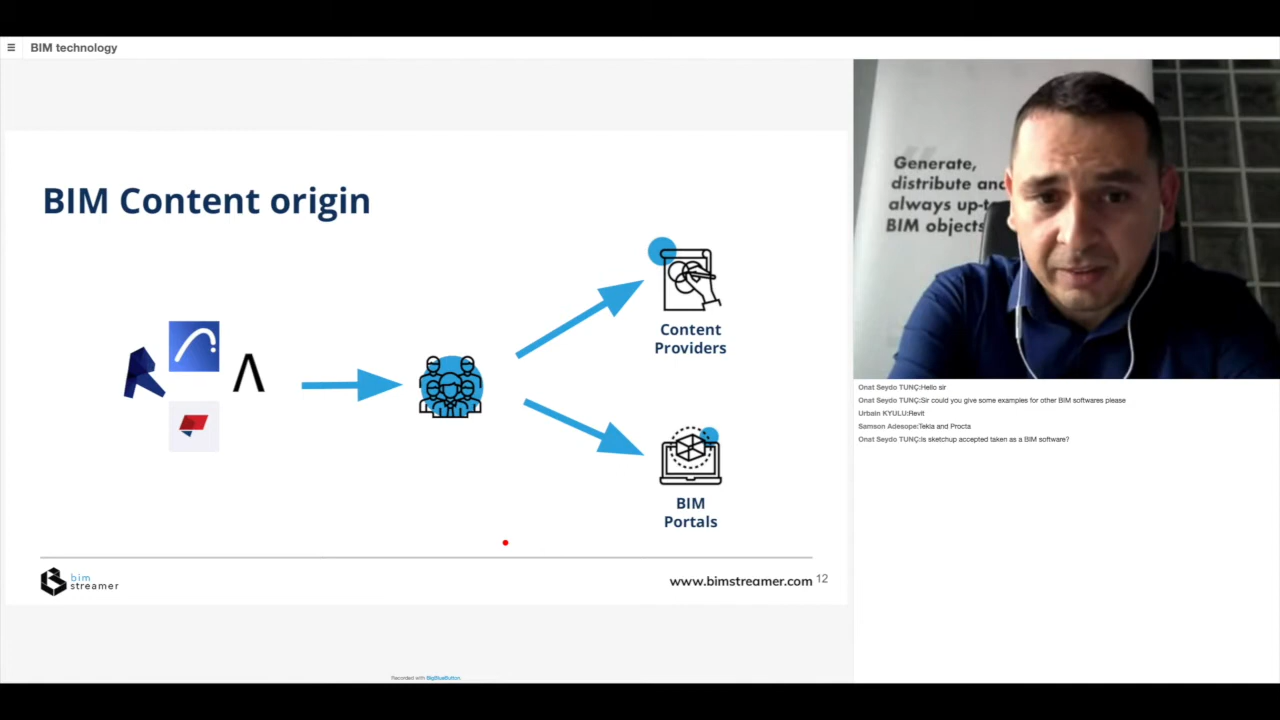 BIM technology
BIM Content origin
Content
Providers
BIM
Portals
bim
streamer
www.bimstreamer.com 12
Recorded with BigBlueButton.
Generate,
distribute and
always up-t
BIM objects
Onat Seydo TUNÇ:Hello sir
Onat Seydo TUNÇ:Sir could you give some examples for other BIM softwares please
Urbain KYULU:Revit
Samson Adesope:Tekla and Procta
Onat Seydo TUNÇ:Is sketchup accepted taken as a BIM software?